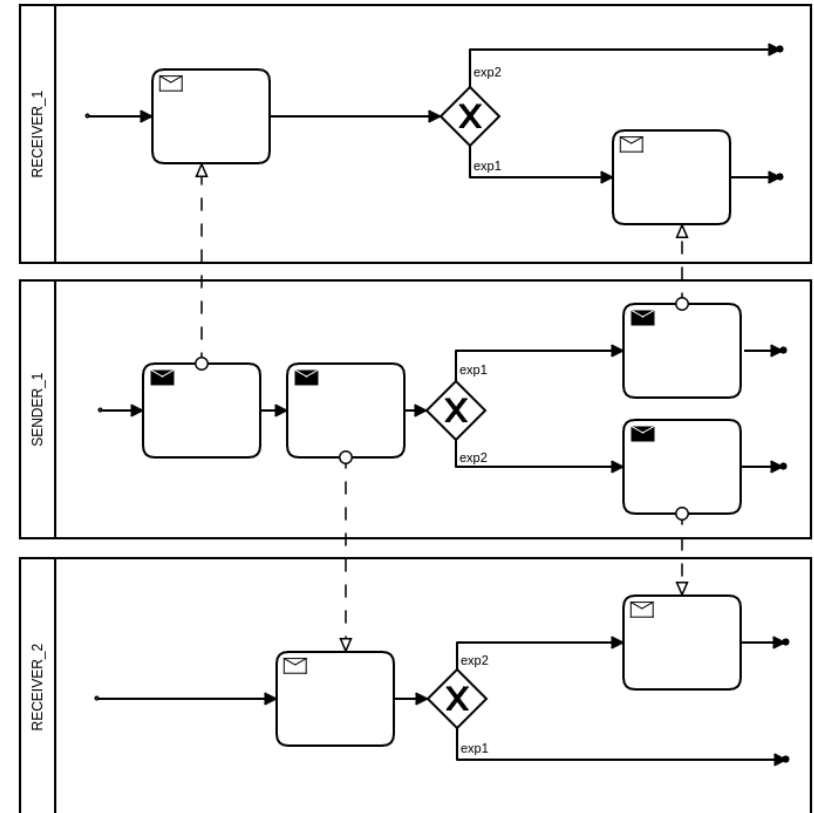 RECEIVER_1
exp2
exp1
SENDER_1
exp1
exp2
RECEIVER_2
exp2
exp1